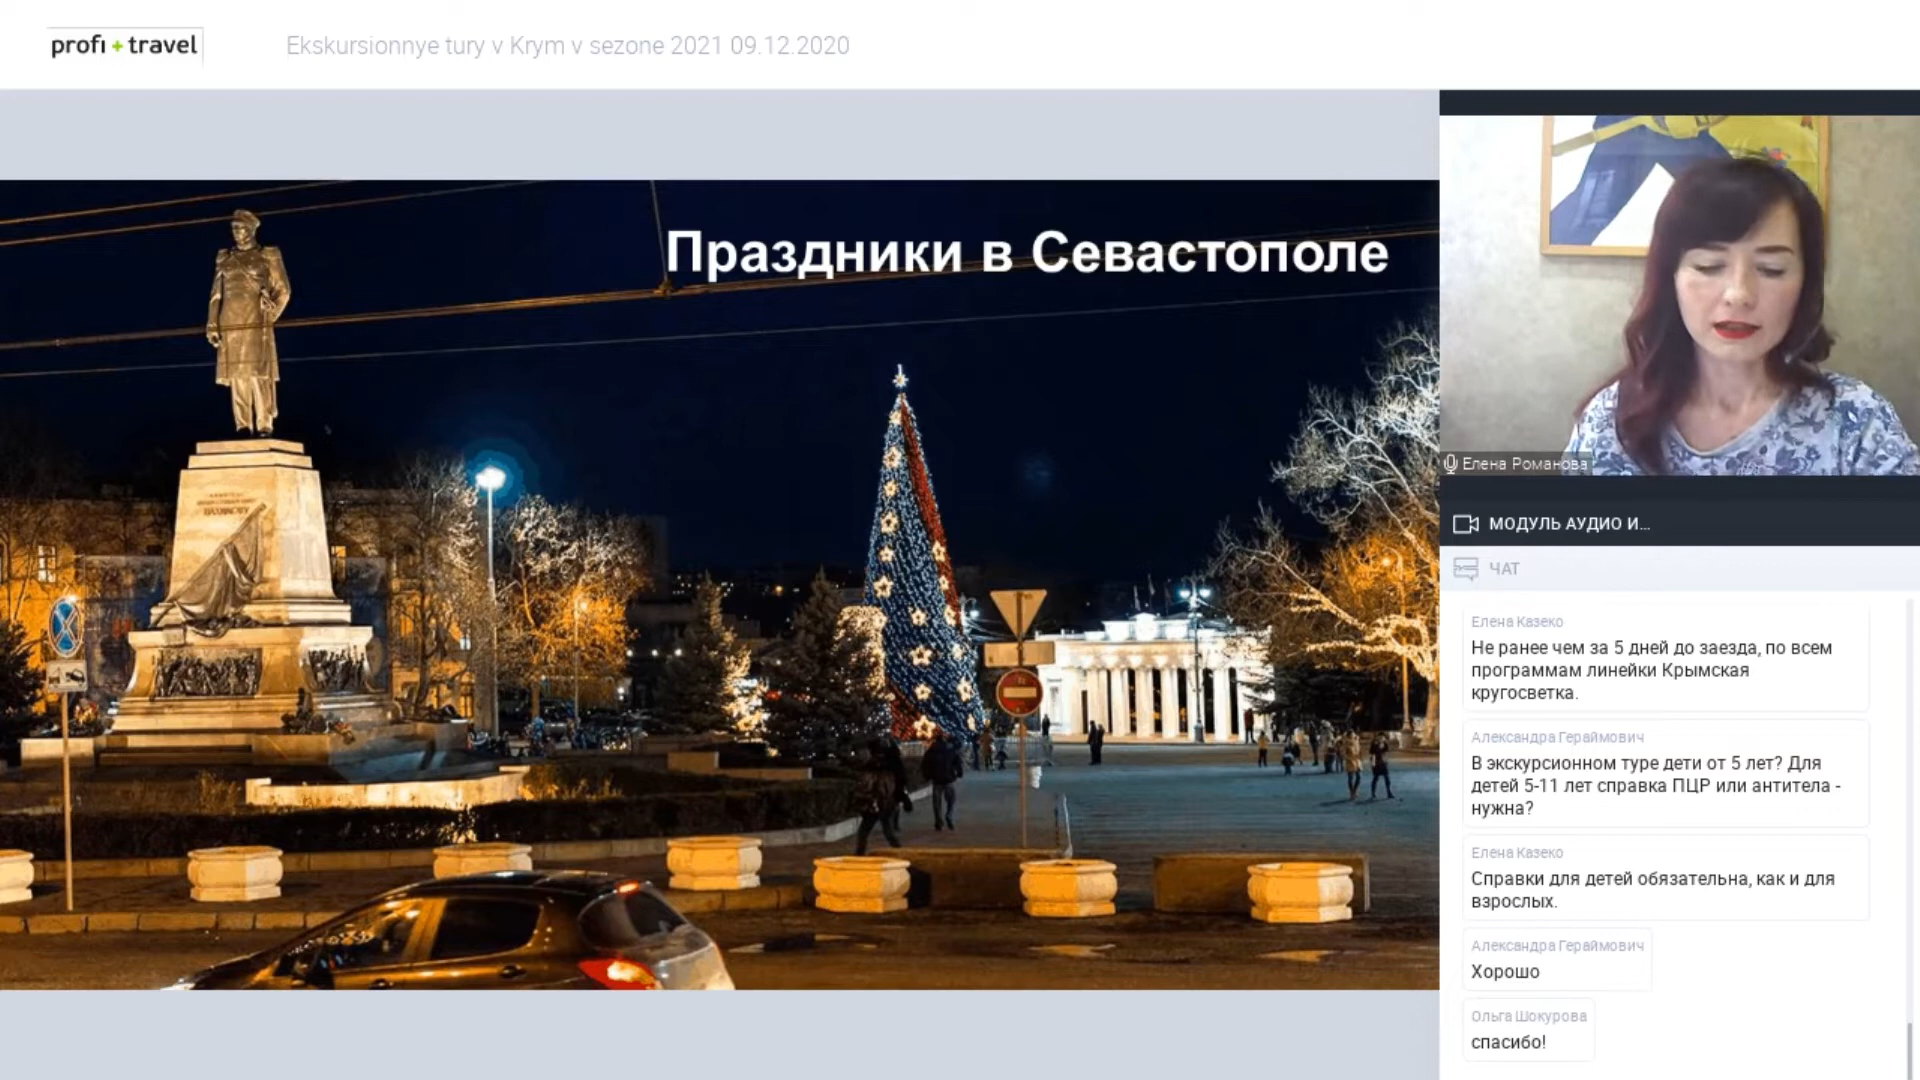 profi + travel
Ekskursionnye tury v Krym v sezone 2021 09.12.2020
Праздники в Севастополе
НАХИМОВУ
Елена Романова
МОДУЛЬ АУДИО И...
ЧАТ
Елена Казеко
Не ранее чем за 5 дней до заезда, по всем
программам линейки Крымская
кругосветка.
Александра Гераймович
В экскурсионном туре дети от 5 лет? Для
детей 5-11 лет справка ПЦР или антитела -
нужна?
Елена Казеко
Справки для детей обязательна, как и для
взрослых.
Александра Гераймович
Хорошо
Ольга Шокурова
спасибо!